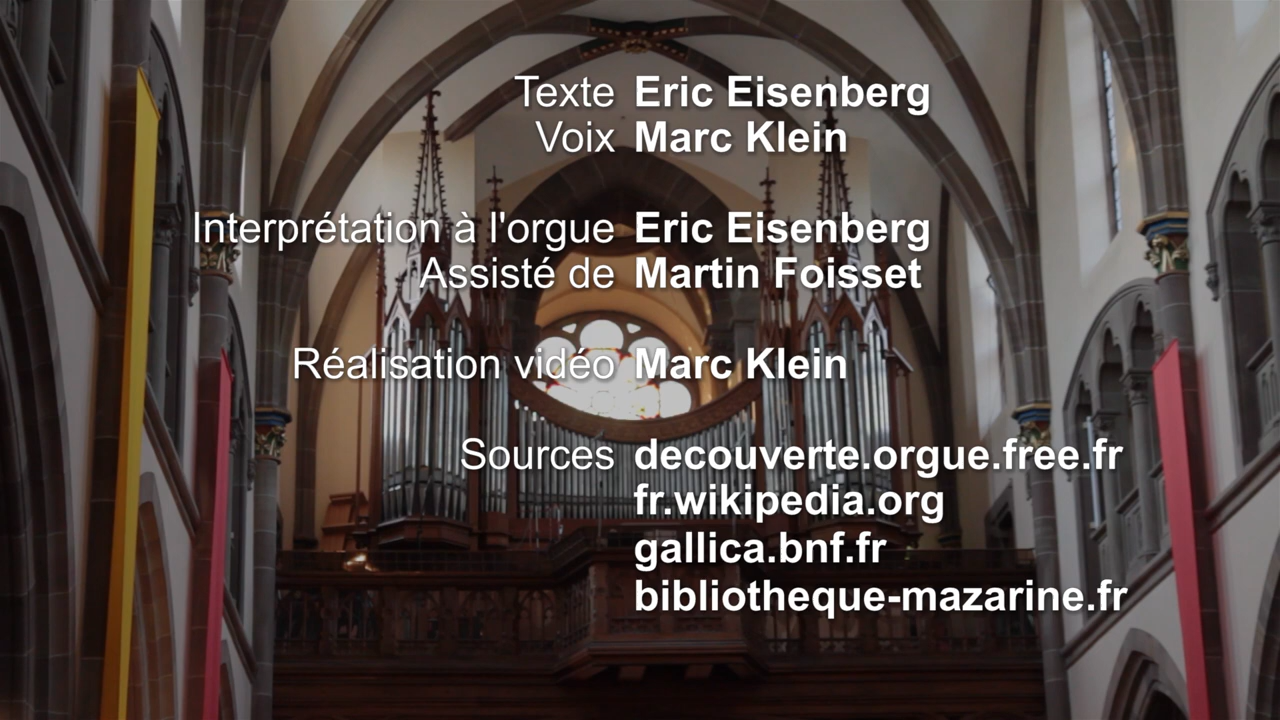 Texte Eric Eisenberg
Voix Marc Klein
Interprétation à l'orgue Eric Eisenberg
Assisté de Martin Foisset
Réalisation vidéo Marc Klein
Sources decouverte.orgue.free.fr
fr.wikipedia.org
gallica.bnf.fr
bibliotheque-mazarine.fr